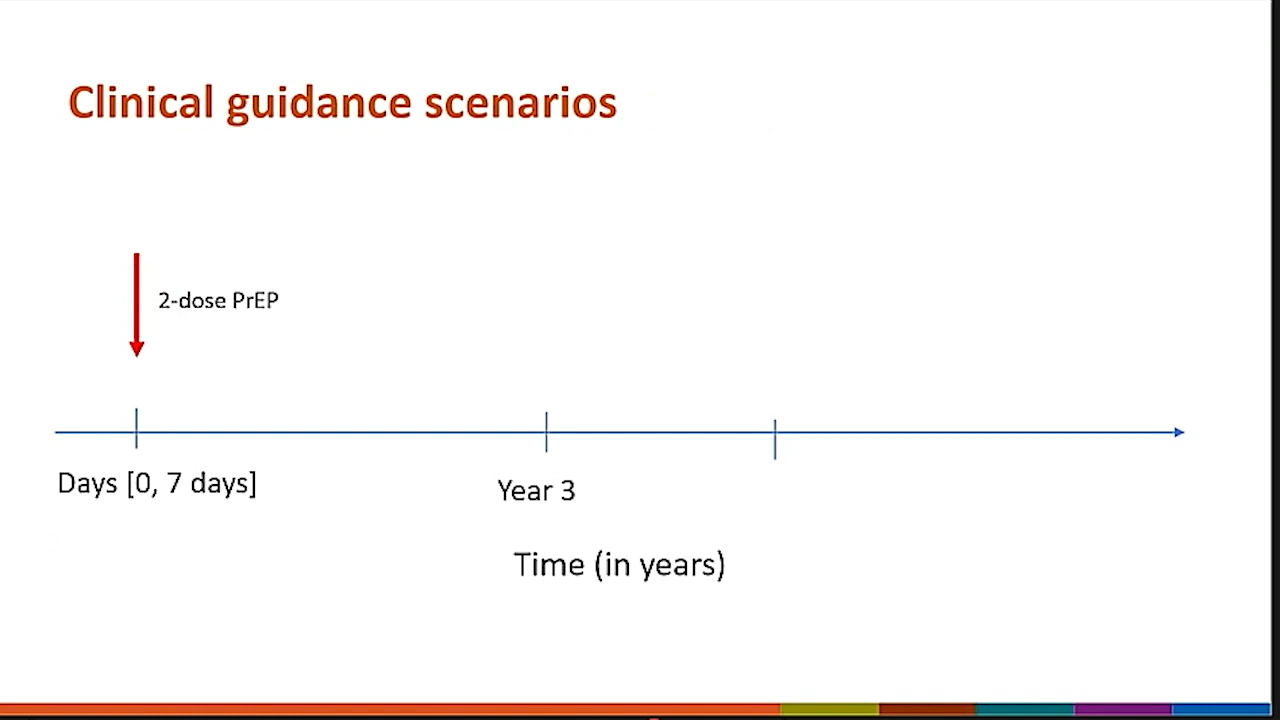 Clinical guidance scenarios
2-dose PrEP
Days [0, 7 days]
Year 3
Time (in years)